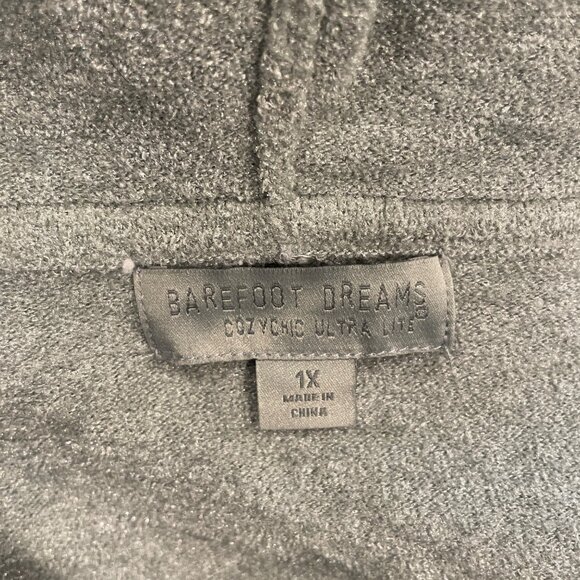 BAREFOOT DREAMS®
COZYCHIC ULTRA LITE
1X
MADE IN
CHINA